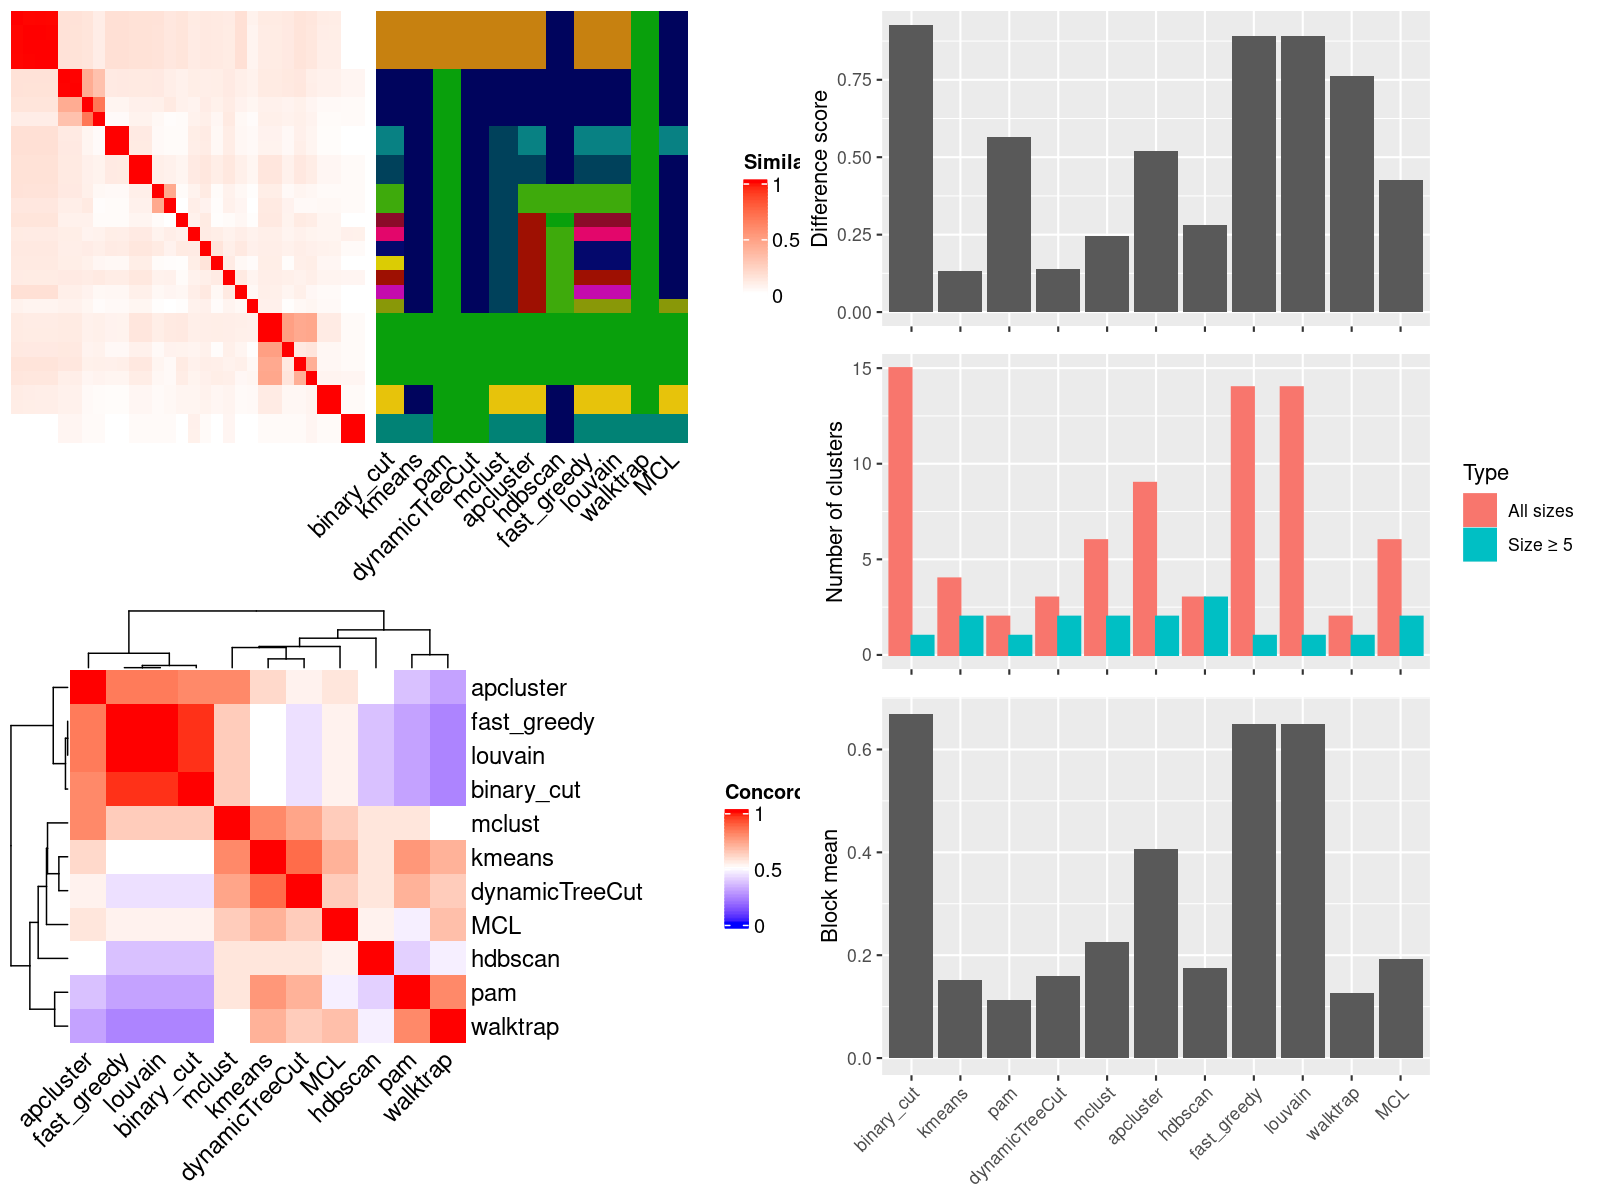 Simila
1
0.5
0
binary_cut
kmeans
pam
dynamicTreeCut
mclust
apcluster
hdbscan
fast_greedy
louvain
walktrap
MCL
apcluster
fast_greedy
louvain
binary_cut
mclust
kmeans
dynamicTreeCut
MCL
hdbscan
pam
walktrap
apcluster
fast_greedy
louvain
binary_cut
mclust
kmeans
dynamicTreeCut
MCL
hdbscan
pam
walktrap
Concord
1
0.5
0
Difference score
0.75
0.50
0.25
0.00
Number of clusters
15
10
5
0
Type
All sizes
Size ≥ 5
Block mean
0.6
0.4
0.2
0.0
binary_cut
kmeans
pam
dynamicTreeCut
mclust
apcluster
hdbscan
fast_greedy
louvain
walktrap
MCL